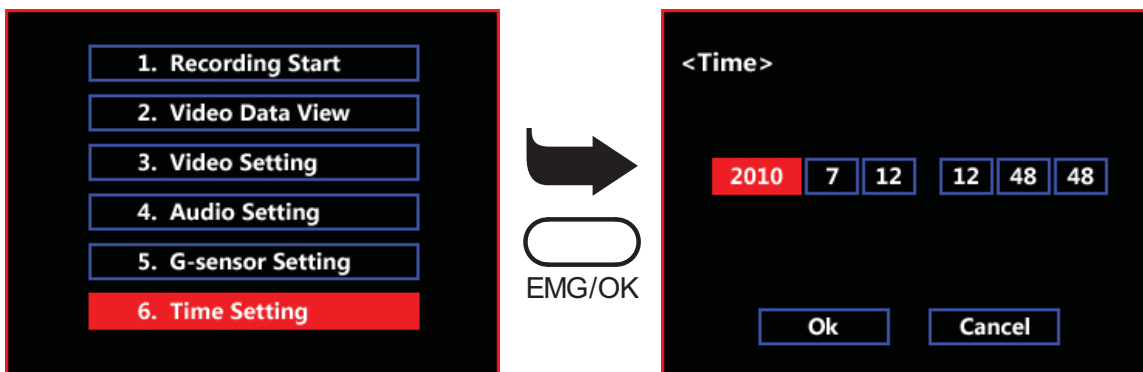 1. Recording Start
2. Video Data View
3. Video Setting
4. Audio Setting
5. G-sensor Setting
6. Time Setting
EMG/OK
<Time>
2010 7 12 12 48 48
Ok Cancel